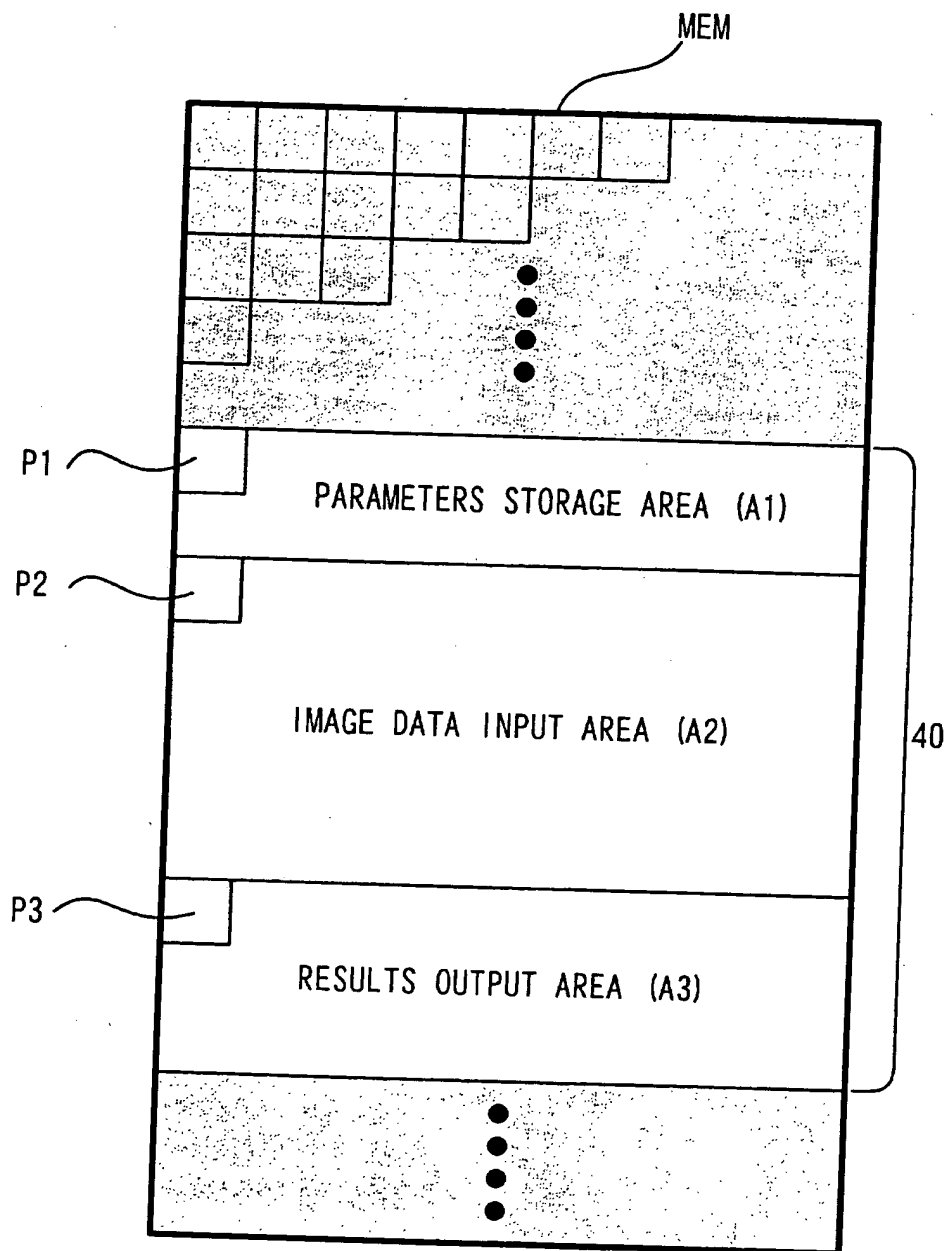 MEM
P1
PARAMETERS STORAGE AREA (A1)
P2
IMAGE DATA INPUT AREA (A2)
40
P3
RESULTS OUTPUT AREA (A3)